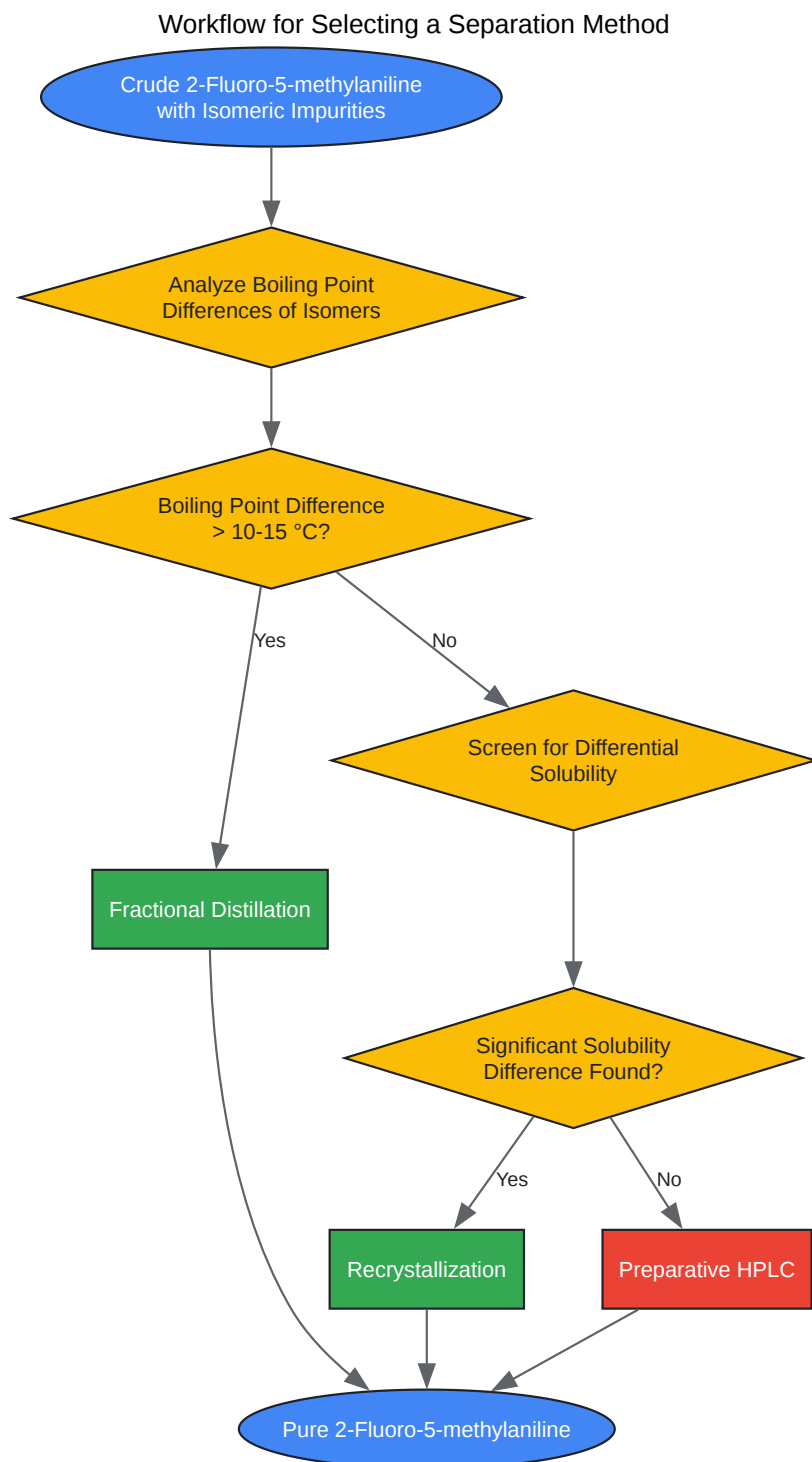 Workflow for Selecting a Separation Method
Crude 2-Fluoro-5-methylaniline
with Isomeric Impurities
Analyze Boiling Point
Differences of Isomers
Boiling Point Difference
> 10-15 °C?
Yes
No
Screen for Differential
Solubility
Fractional Distillation
Significant Solubility
Difference Found?
Yes
No
Recrystallization
Preparative HPLC
Pure 2-Fluoro-5-methylaniline